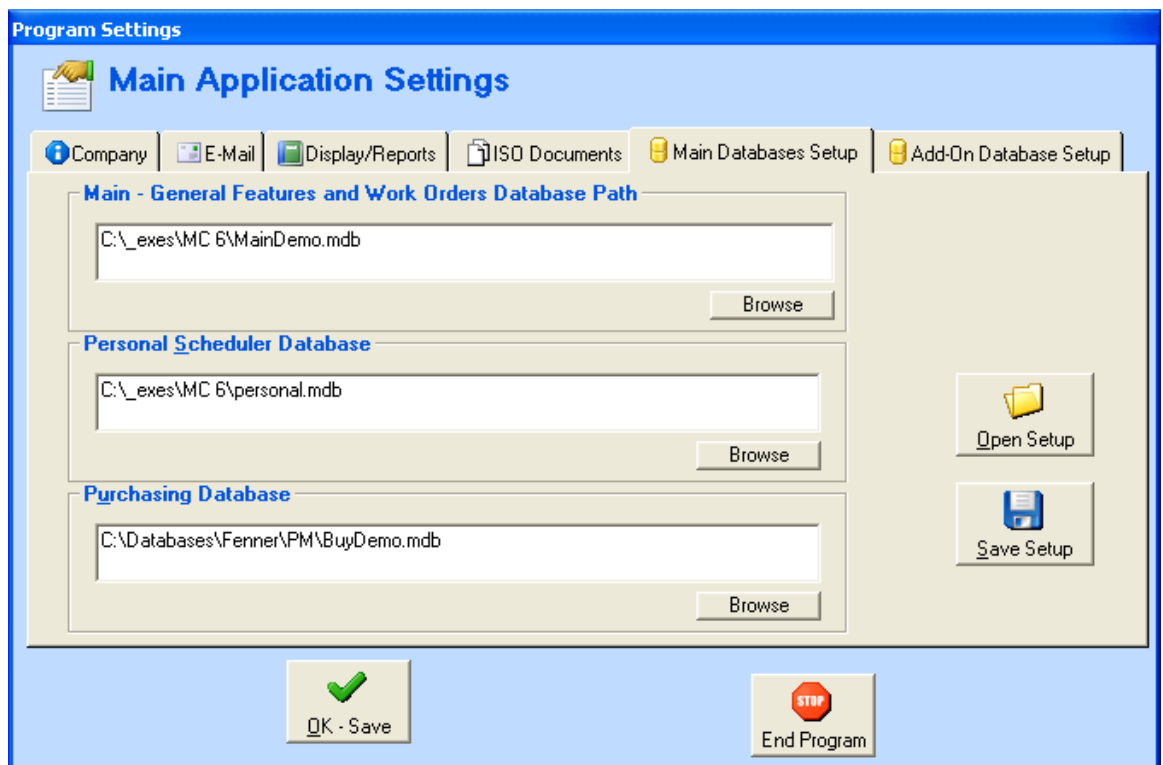 Program Settings
Main Application Settings
Company E-Mail Display/Reports ISO Documents Main Databases Setup Add-On Database Setup
Main - General Features and Work Orders Database Path
C:\_exes\MC 6\MainDemo.mdb
Browse
Personal Scheduler Database
C:\_exes\MC 6\personal.mdb
Browse
Open Setup
Purchasing Database
C:\Databases\Fenner\PM\BuyDemo.mdb
Browse
Save Setup
OK - Save
STOP
End Program